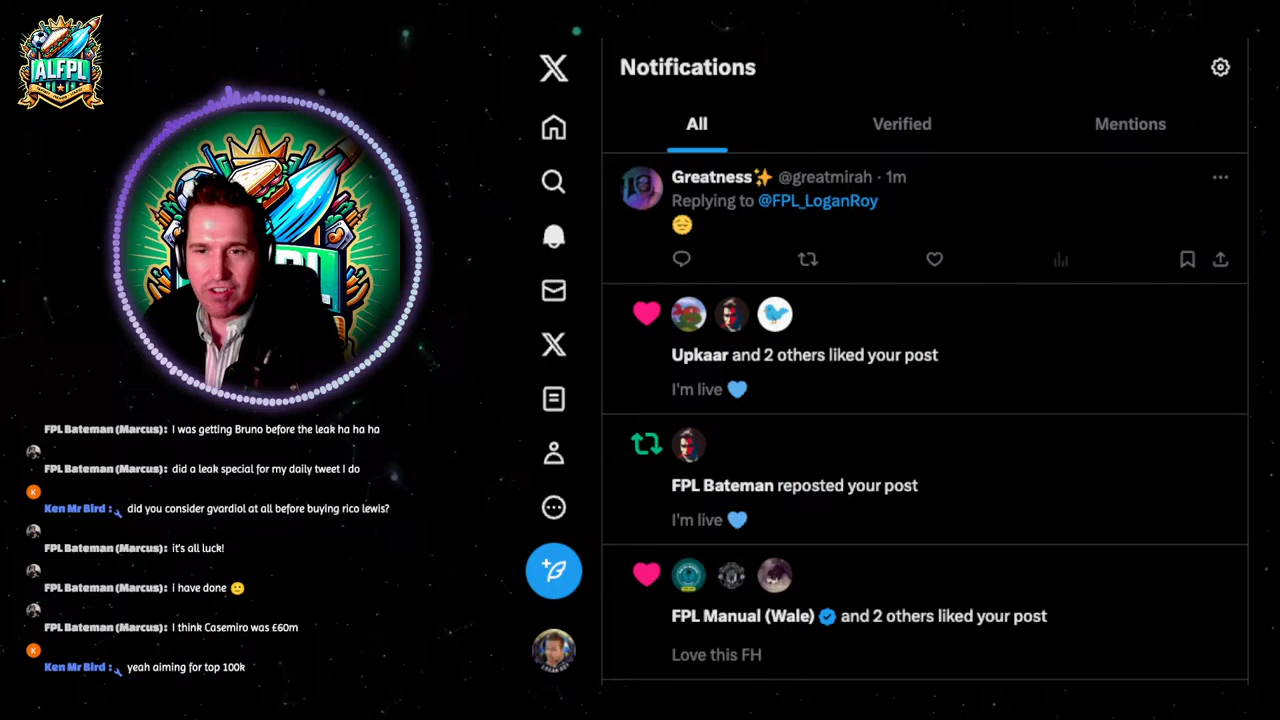 ALFPL
FPL Bateman (Marcus): I was getting Bruno before the leak ha ha ha
FPL Bateman (Marcus): did a leak special for my daily tweet I do
K
Ken Mr Bird : did you consider gvardiol at all before buying rico lewis?
FPL Bateman (Marcus): it's all luck!
FPL Bateman (Marcus): i have done 🙂
FPL Bateman (Marcus): I think Casemiro was £60m
K
Ken Mr Bird : yeah aiming for top 100k
Notifications
All Verified Mentions
Greatness✨ @greatmirah · 1m
Replying to @FPL_LoganRoy
😔
Upkaar and 2 others liked your post
I'm live 🩵
FPL Bateman reposted your post
I'm live 🩵
FPL Manual (Wale) and 2 others liked your post
Love this FH